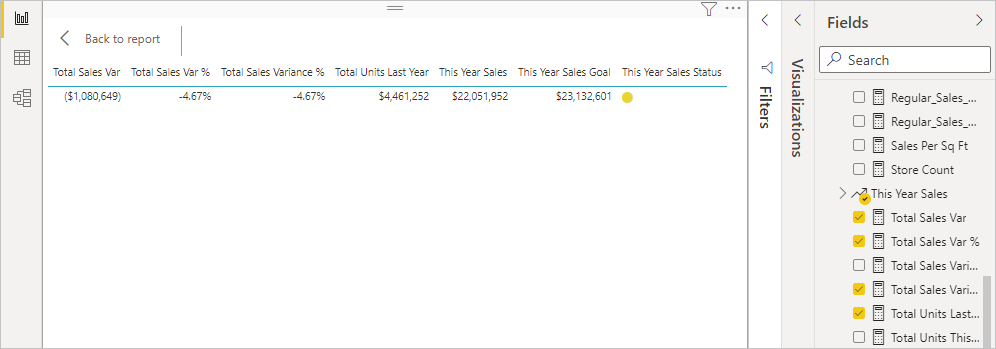 Back to report
Total Sales Var Total Sales Var % Total Sales Variance % Total Units Last Year This Year Sales This Year Sales Goal This Year Sales Status
($1,080,649) -4.67% -4.67% $4,461,252 $22,051,952 $23,132,601
Filters
Visualizations
Fields
Search
Regular_Sales_...
Regular_Sales_...
Sales Per Sq Ft
Store Count
This Year Sales
Total Sales Var
Total Sales Var %
Total Sales Vari...
Total Sales Vari...
Total Units Last...
Total Units This...